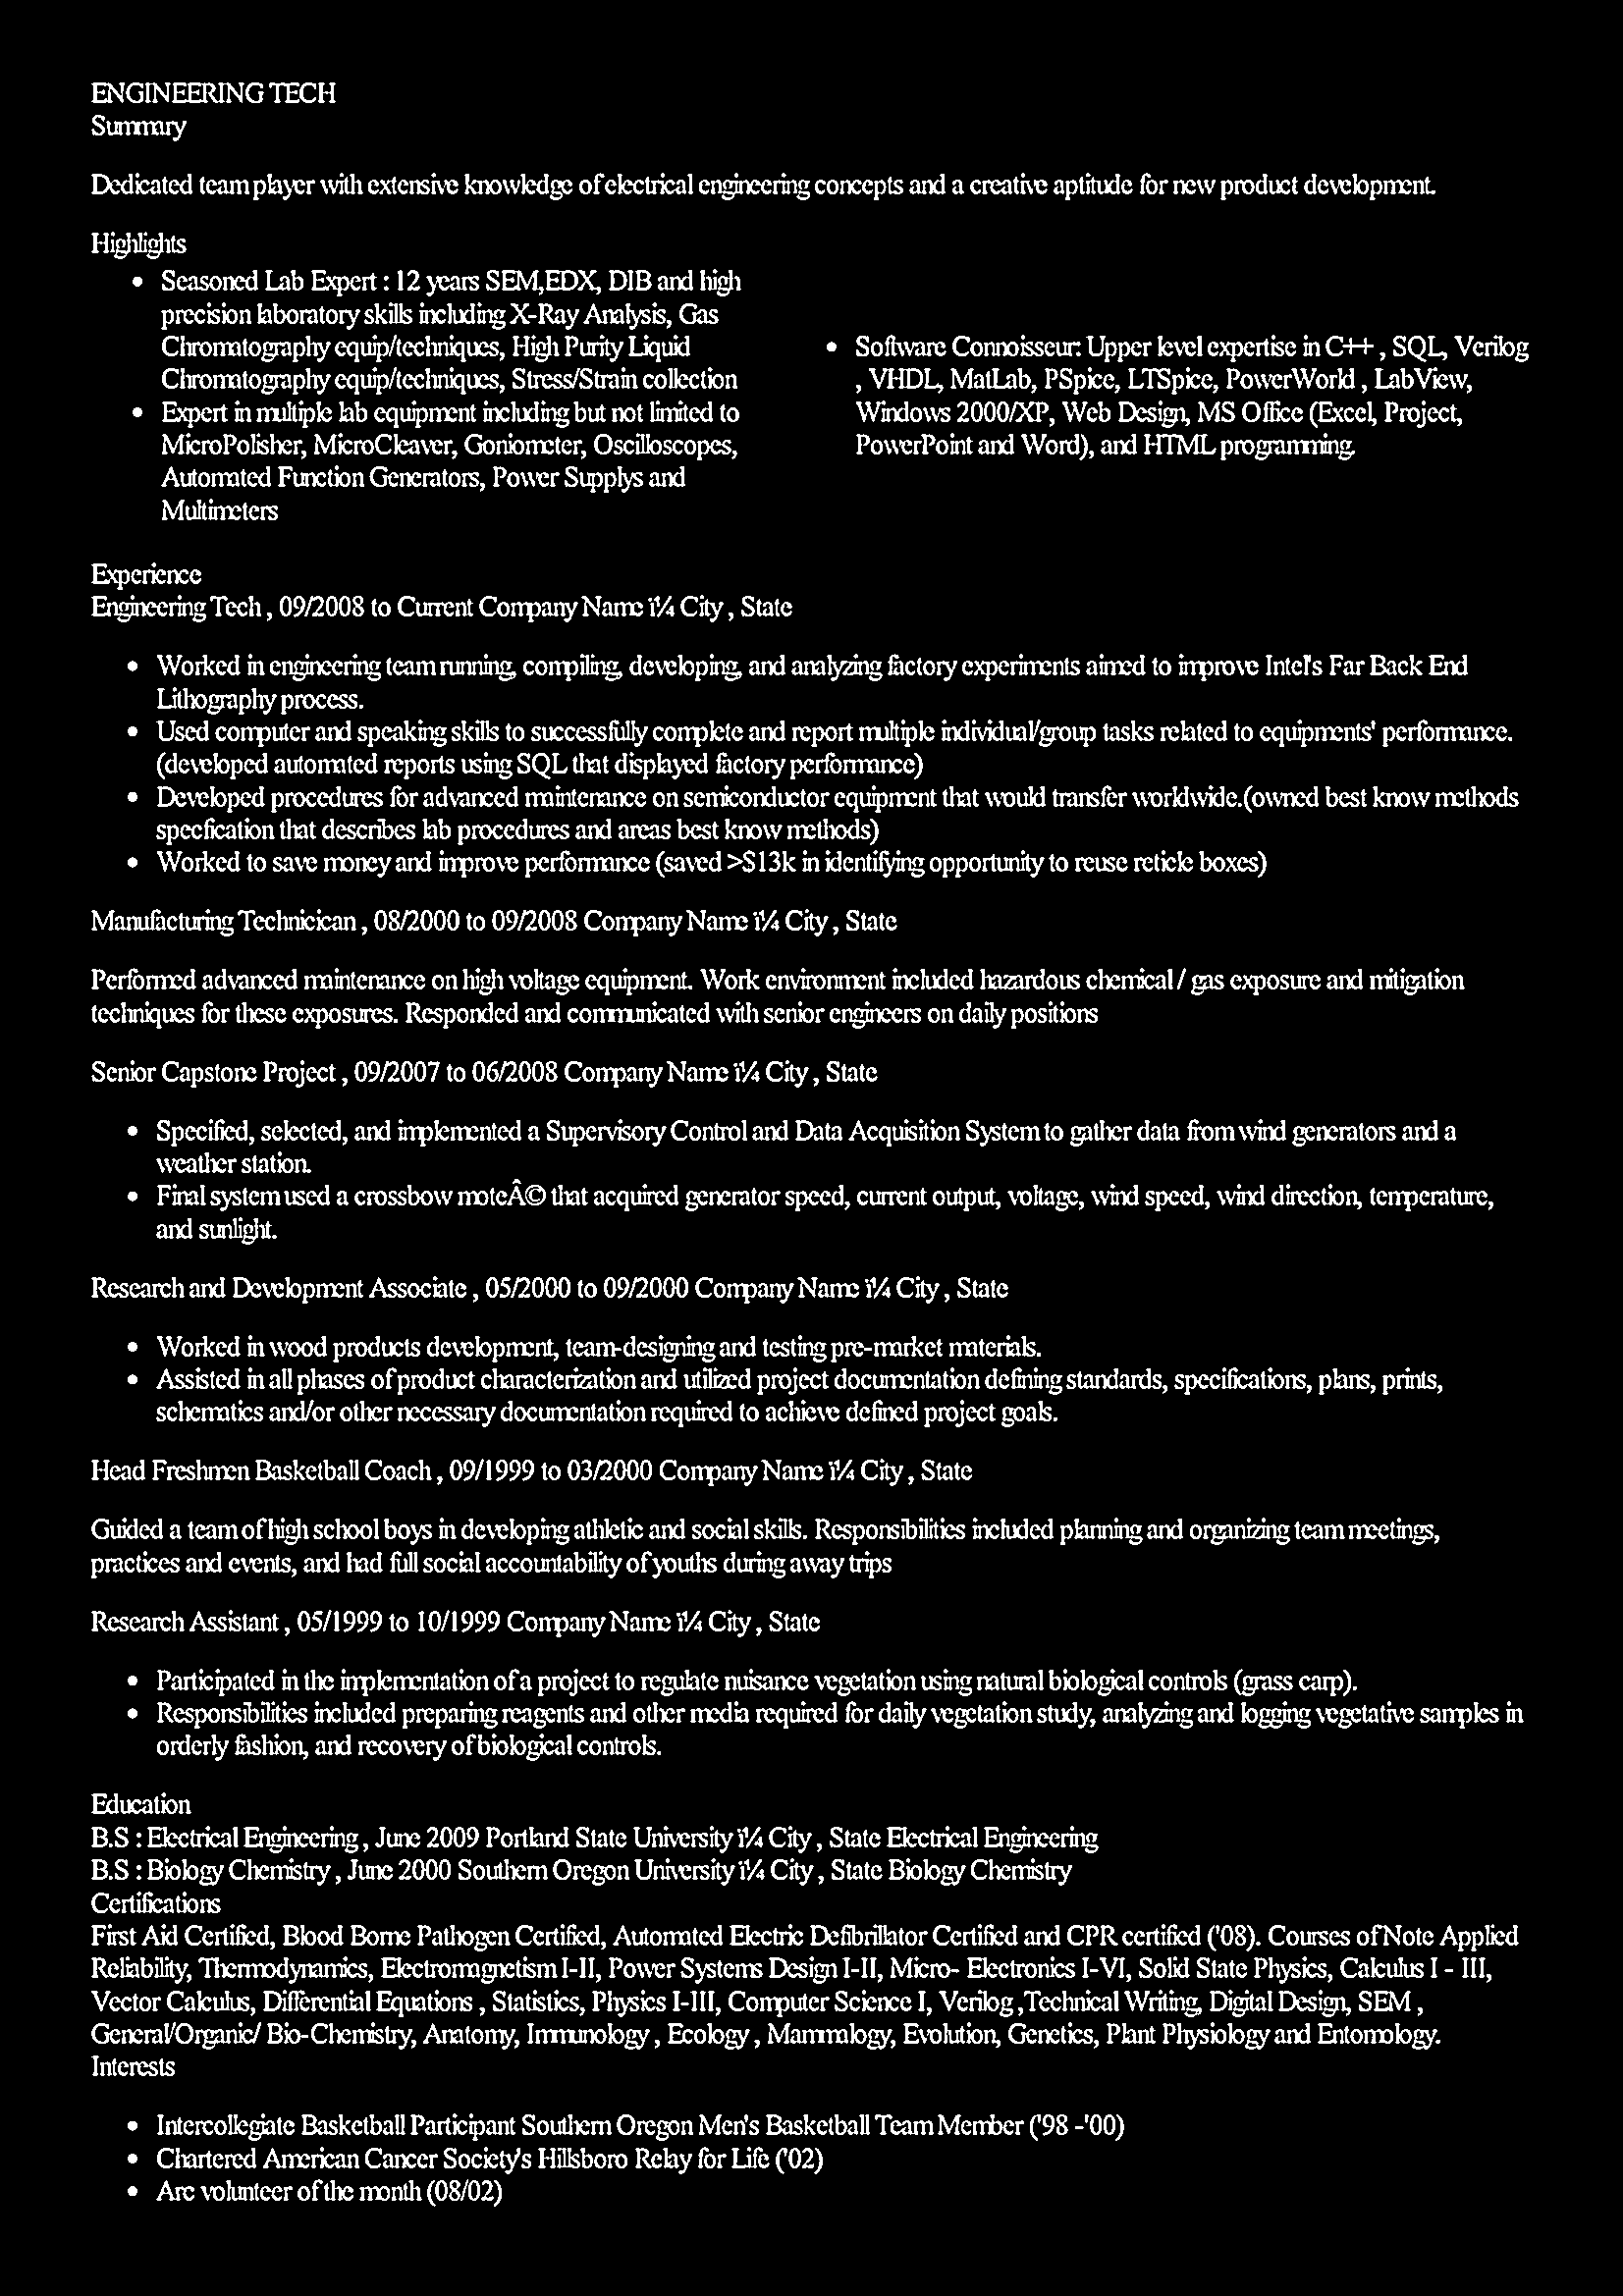 ENGINEERING TECH
Summary
Dedicated team player with extensive knowledge of electrical engineering concepts and a creative aptitude for new product development.
Highlights
• Seasoned Lab Expert : 12 years SEM,EDX, DIB and high
precision laboratory skills including X-Ray Analysis, Gas
Chromatography equip/techniques, High Purity Liquid
Chromatography equip/techniques, Stress/Strain collection
• Expert in multiple lab equipment including but not limited to
MicroPolisher, MicroCleaver, Goniometer, Oscilloscopes,
Automated Function Generators, Power Supplys and
Multimeters
• Software Connoisseur: Upper level expertise in C++ , SQL, Verilog
, VHDL, MatLab, PSpice, LTSpice, PowerWorld , LabView,
Windows 2000/XP, Web Design, MS Office (Excel, Project,
PowerPoint and Word), and HTML programming.
Experience
Engineering Tech , 09/2008 to Current Company Name ï¼ City , State
• Worked in engineering team running, compiling, developing, and analyzing factory experiments aimed to improve Intel's Far Back End
Lithography process.
• Used computer and speaking skills to successfully complete and report multiple individual/group tasks related to equipments' performance.
(developed automated reports using SQL that displayed factory performance)
• Developed procedures for advanced maintenance on semiconductor equipment that would transfer worldwide.(owned best know methods
specfication that describes lab procedures and areas best know methods)
• Worked to save money and improve performance (saved >$13k in identifying opportunity to reuse reticle boxes)
Manufacturing Technicican , 08/2000 to 09/2008 Company Name ï¼ City , State
Performed advanced maintenance on high voltage equipment. Work environment included hazardous chemical / gas exposure and mitigation
techniques for these exposures. Responded and communicated with senior engineers on daily positions
Senior Capstone Project , 09/2007 to 06/2008 Company Name ï¼ City , State
• Specified, selected, and implemented a Supervisory Control and Data Acquisition System to gather data from wind generators and a
weather station.
• Final system used a crossbow moteÂ© that acquired generator speed, current output, voltage, wind speed, wind direction, temperature,
and sunlight.
Research and Development Associate , 05/2000 to 09/2000 Company Name ï¼ City , State
• Worked in wood products development, team-designing and testing pre-market materials.
• Assisted in all phases of product characterization and utilized project documentation defining standards, specifications, plans, prints,
schematics and/or other necessary documentation required to achieve defined project goals.
Head Freshmen Basketball Coach , 09/1999 to 03/2000 Company Name ï¼ City , State
Guided a team of high school boys in developing athletic and social skills. Responsibilities included planning and organizing team meetings,
practices and events, and had full social accountability of youths during away trips
Research Assistant , 05/1999 to 10/1999 Company Name ï¼ City , State
• Participated in the implementation of a project to regulate nuisance vegetation using natural biological controls (grass carp).
• Responsibilities included preparing reagents and other media required for daily vegetation study, analyzing and logging vegetative samples in
orderly fashion, and recovery of biological controls.
Education
B.S : Electrical Engineering , June 2009 Portland State University ï¼ City , State Electrical Engineering
B.S : Biology Chemistry , June 2000 Southern Oregon University ï¼ City , State Biology Chemistry
Certifications
First Aid Certified, Blood Borne Pathogen Certified, Automated Electric Defibrillator Certified and CPR certified ('08). Courses of Note Applied
Reliability, Thermodynamics, Electromagnetism I-II, Power Systems Design I-II, Micro- Electronics I-VI, Solid State Physics, Calculus I - III,
Vector Calculus, Differential Equations , Statistics, Physics I-III, Computer Science I, Verilog ,Technical Writing, Digital Design, SEM ,
General/Organic/ Bio-Chemistry, Anatomy, Immunology , Ecology , Mammalogy, Evolution, Genetics, Plant Physiology and Entomology.
Interests
• Intercollegiate Basketball Participant Southern Oregon Men's Basketball Team Member ('98 -'00)
• Chartered American Cancer Society's Hillsboro Relay for Life ('02)
• Arc volunteer of the month (08/02)